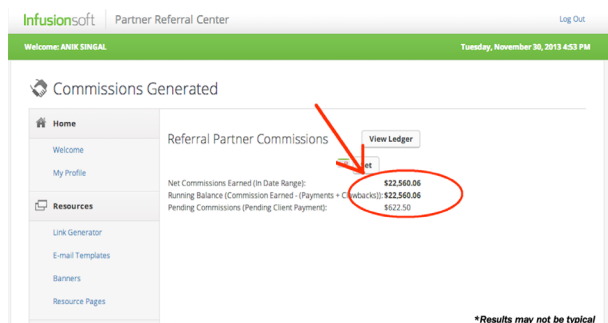 Infusionsoft Partner Referral Center Log Out
Welcome: ANIK SINGAL Tuesday, November 30, 2013 4:53 PM
Commissions Generated
Home
Welcome
My Profile
Resources
Link Generator
E-mail Templates
Banners
Resource Pages
Referral Partner Commissions View Ledger
Net Commissions Earned (In Date Range): $22,560.06
Running Balance (Commission Earned - (Payments + Clawbacks)): $22,560.06
Pending Commissions (Pending Client Payment): $622.50
*Results may not be typical